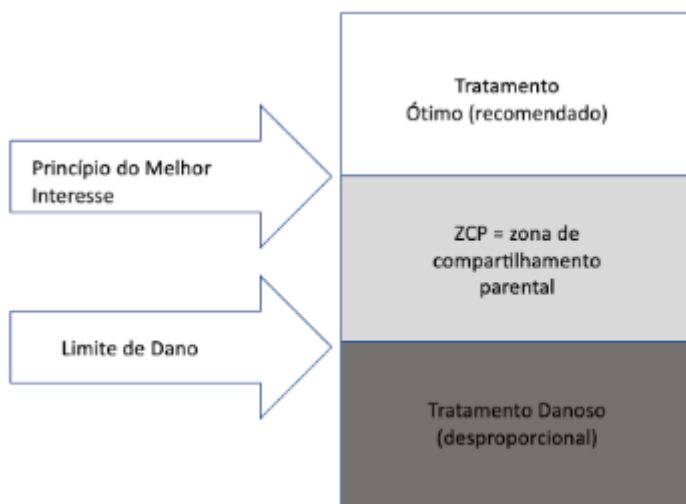 Tratamento
Ótimo (recomendado)
Princípio do Melhor
Interesse
ZCP = zona de
compartilhamento
parental
Limite de Dano
Tratamento Danoso
(desproporcional)